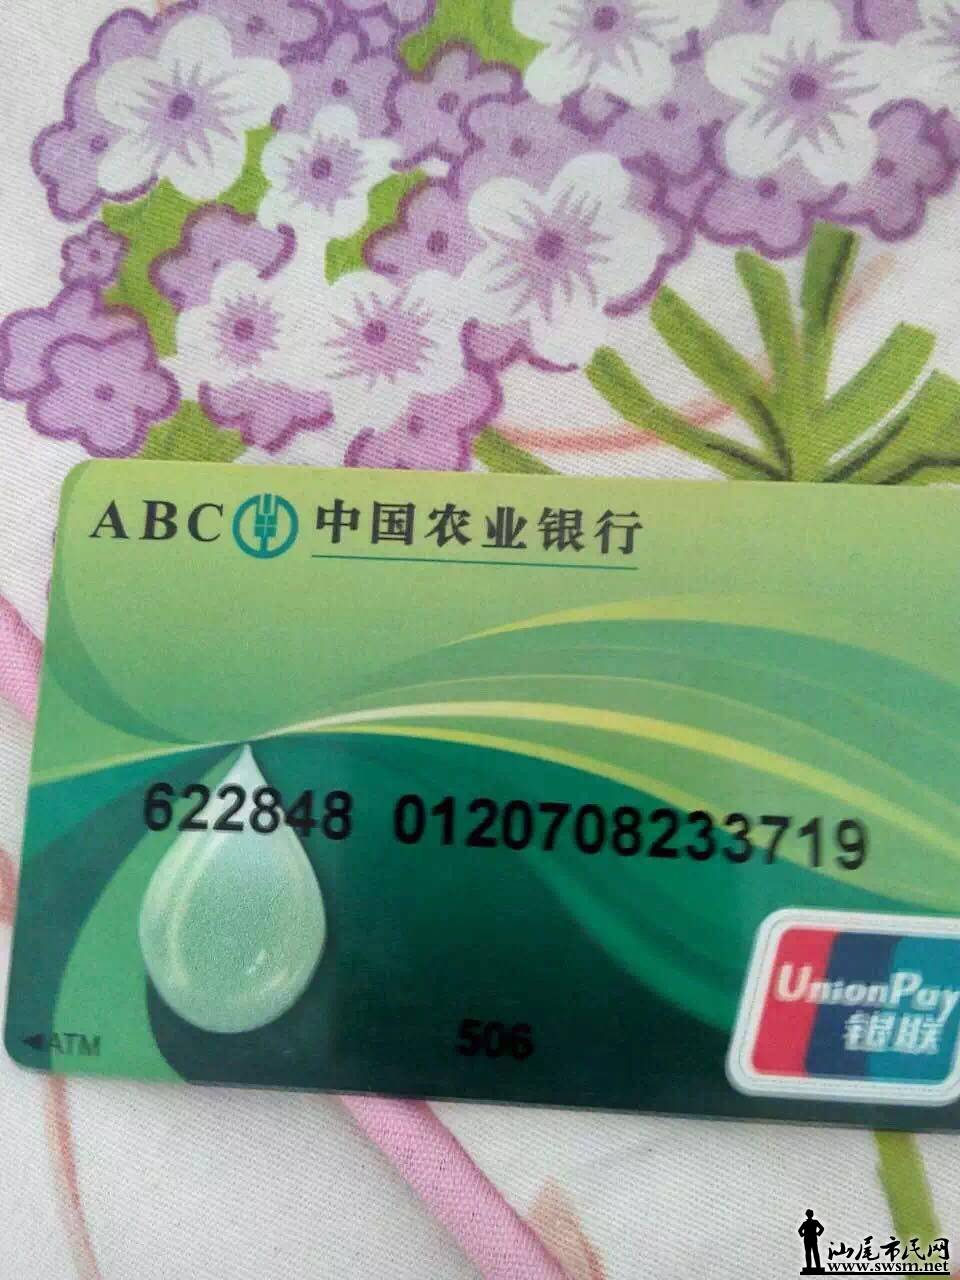 ABC 中国农业银行
622848 0120708233719
UnionPay
银联
◀ATM
506
汕尾市民网
www.swsm.net